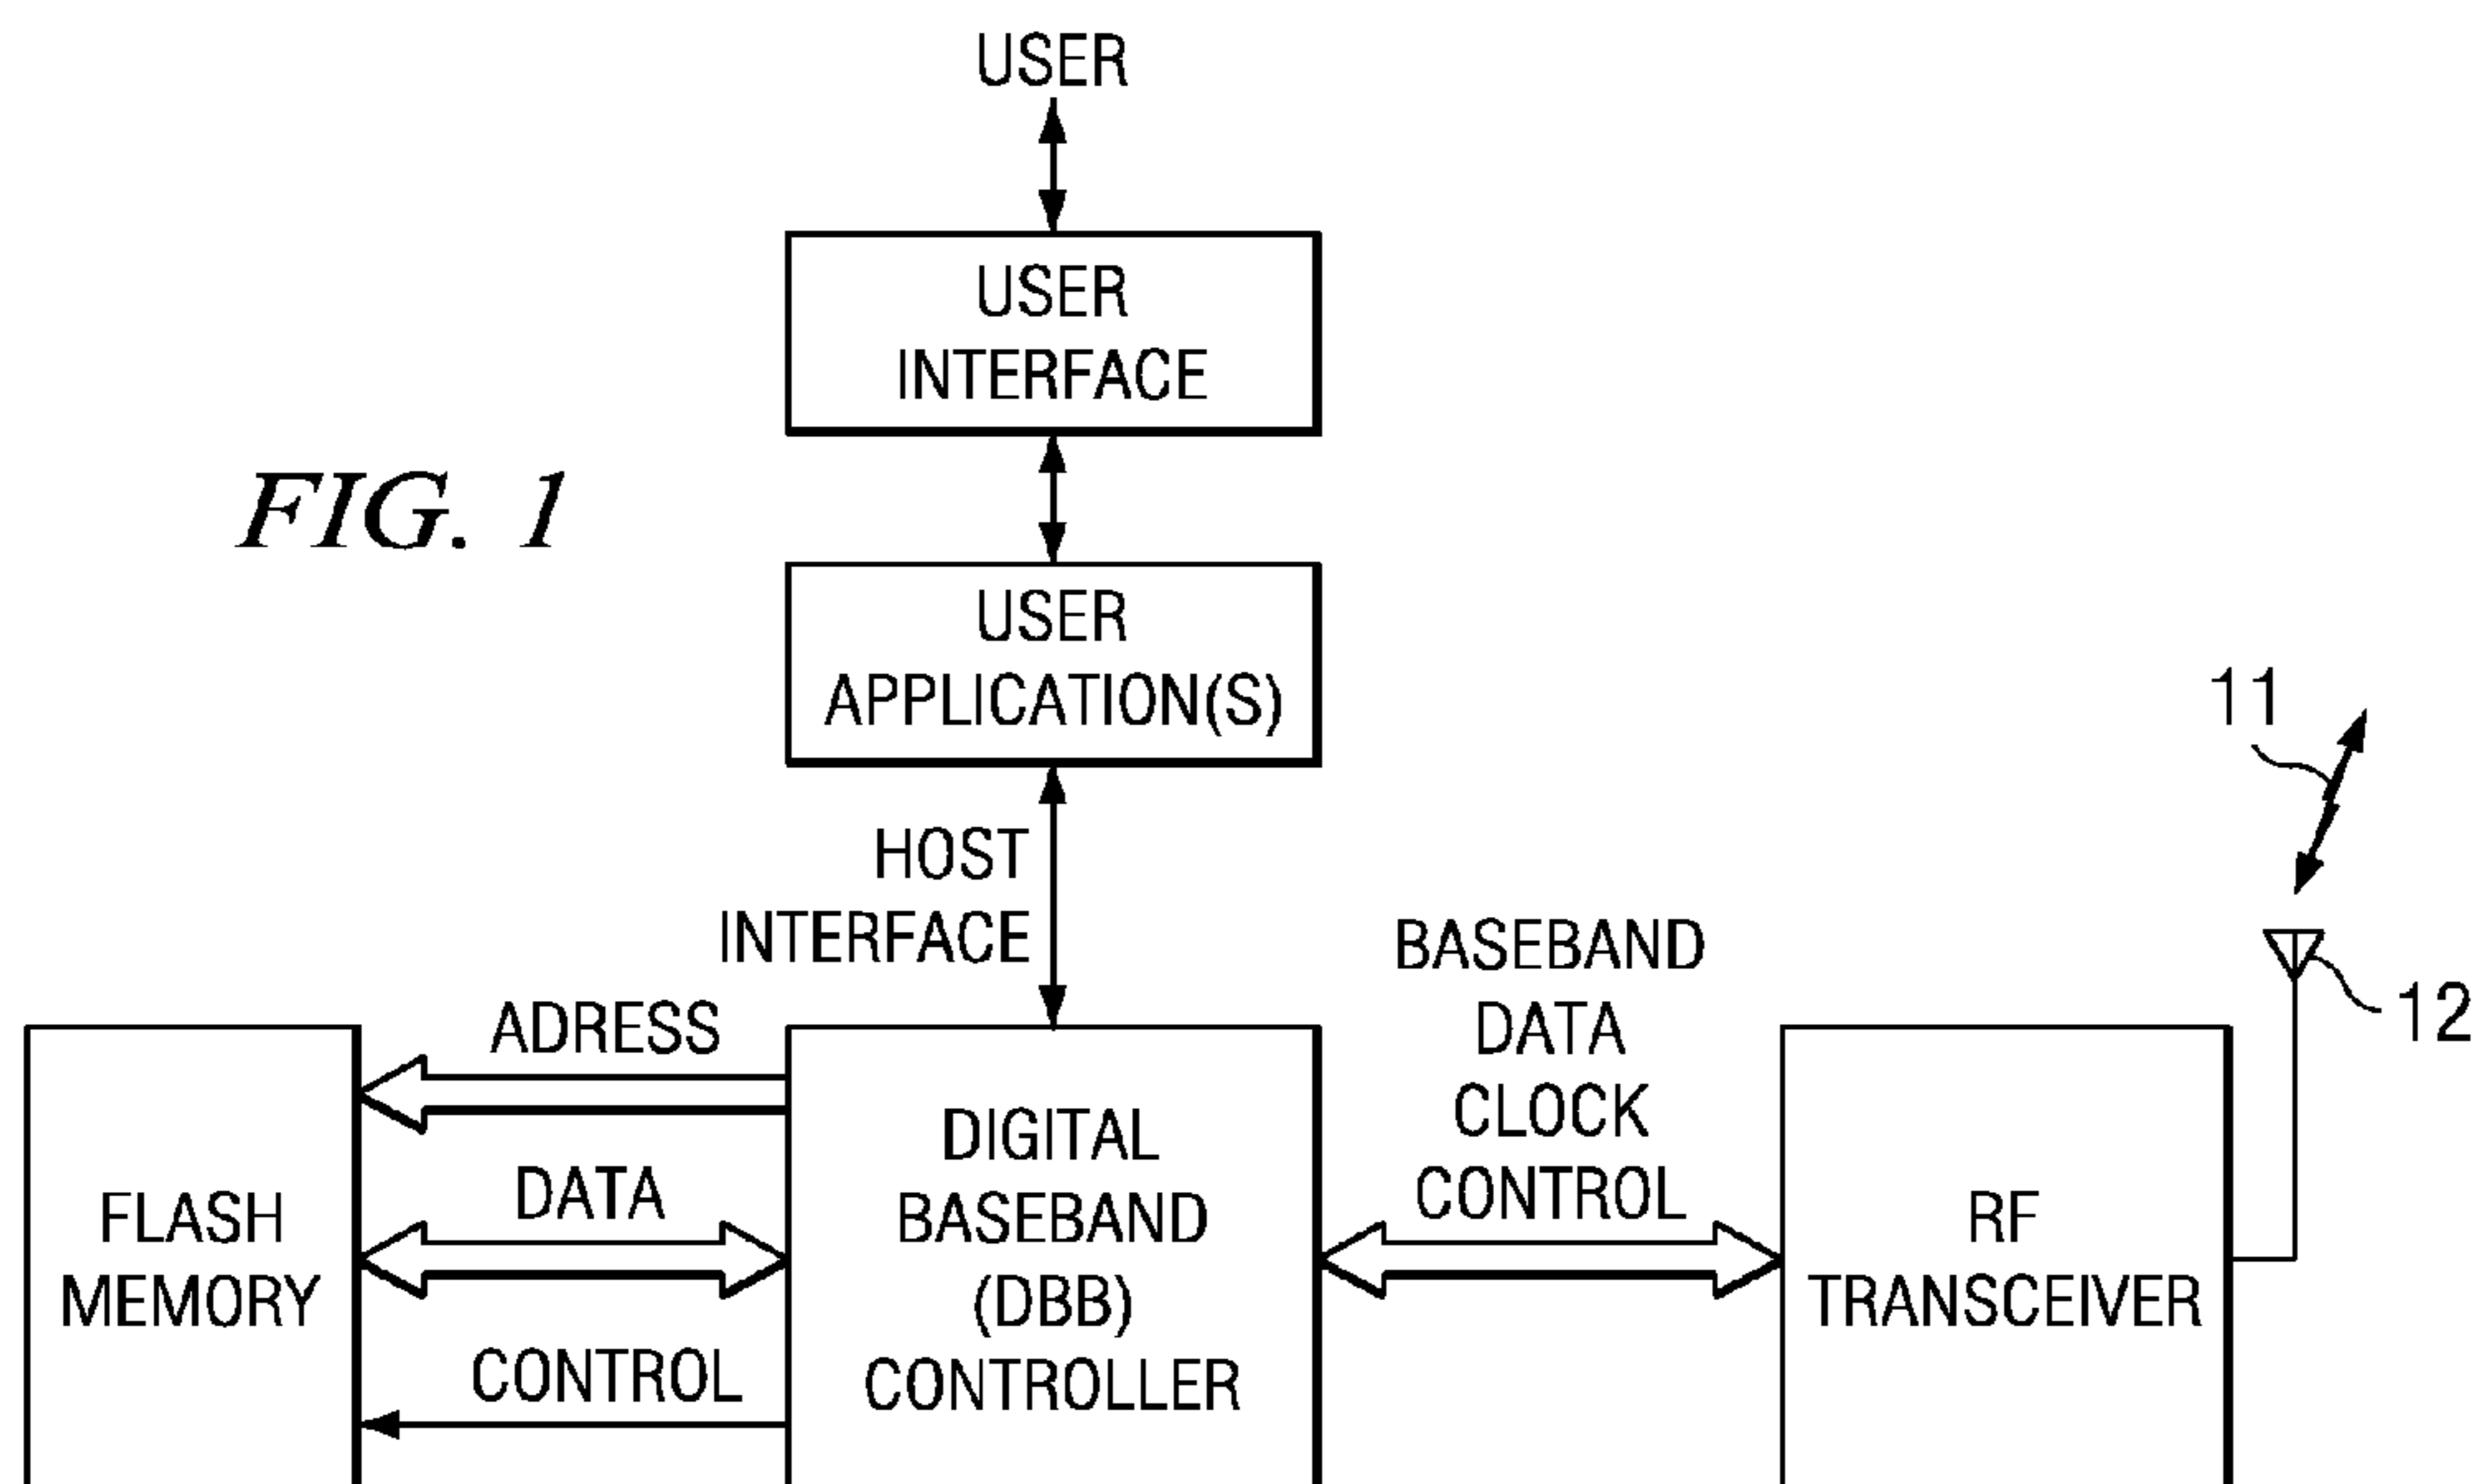 USER
USER
INTERFACE
FIG. 1
USER
APPLICATION(S)
HOST
INTERFACE
11
12
BASEBAND
DATA
CLOCK
CONTROL
ADRESS
DATA
CONTROL
FLASH
MEMORY
DIGITAL
BASEBAND
(DBB)
CONTROLLER
RF
TRANSCEIVER